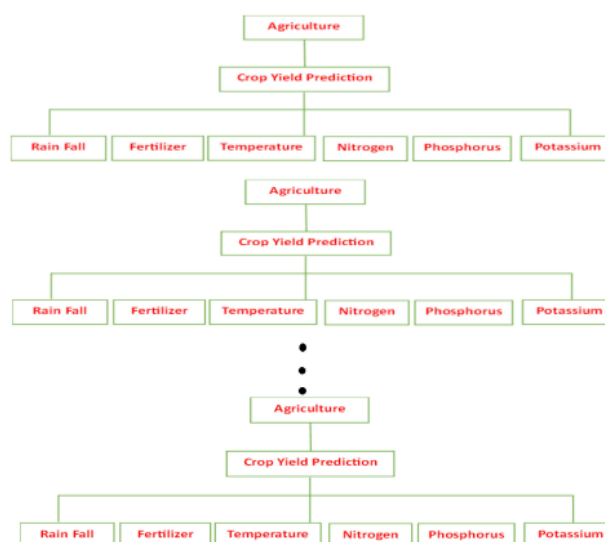 Agriculture
Crop Yield Prediction
Rain Fall Fertilizer Temperature Nitrogen Phosphorus Potassium
Agriculture
Crop Yield Prediction
Rain Fall Fertilizer Temperature Nitrogen Phosphorus Potassium
Agriculture
Crop Yield Prediction
Rain Fall Fertilizer Temperature Nitrogen Phosphorus Potassium